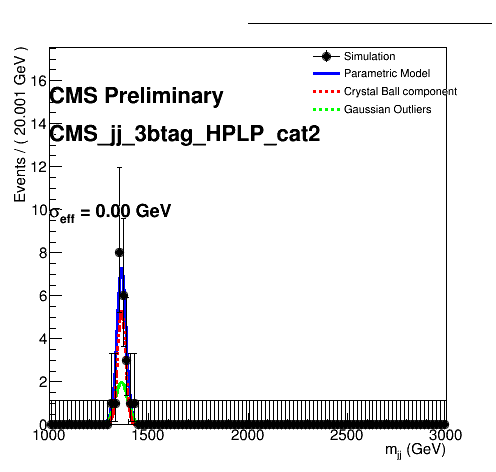 Simulation
Parametric Model
Crystal Ball component
Gaussian Outliers
CMS Preliminary
CMS_jj_3btag_HPLP_cat2
σeff = 0.00 GeV
Events / ( 20.001 GeV )
16
14
12
10
8
6
4
2
0
1000 1500 2000 2500 3000
mjj (GeV)